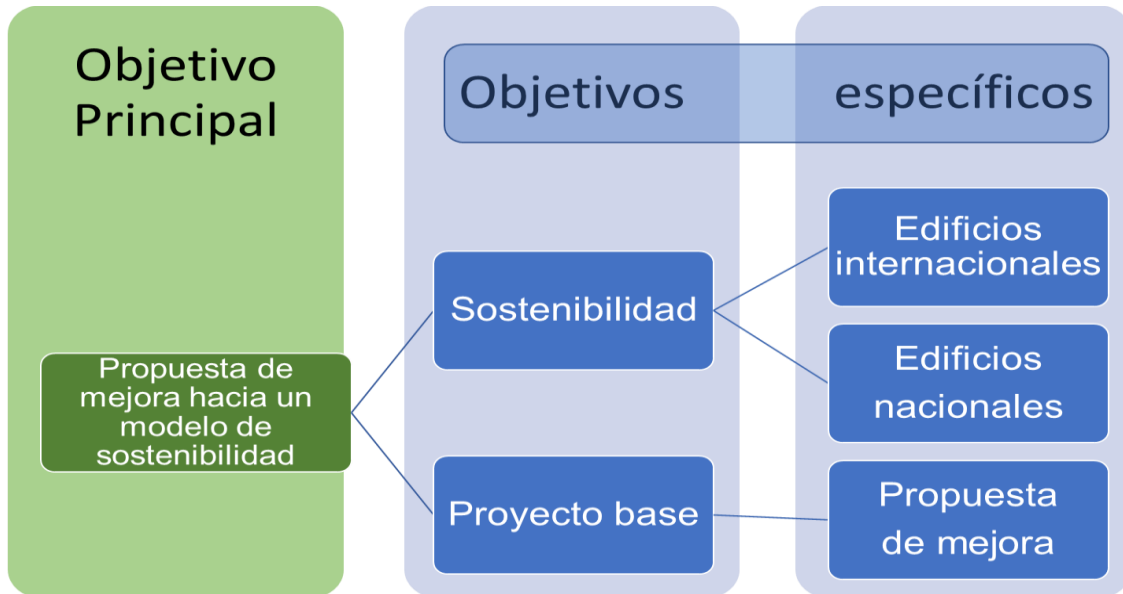 Objetivo
Principal
Objetivos específicos
Propuesta de
mejora hacia un
modelo de
sostenibilidad
Sostenibilidad
Proyecto base
Edificios
internacionales
Edificios
nacionales
Propuesta
de mejora